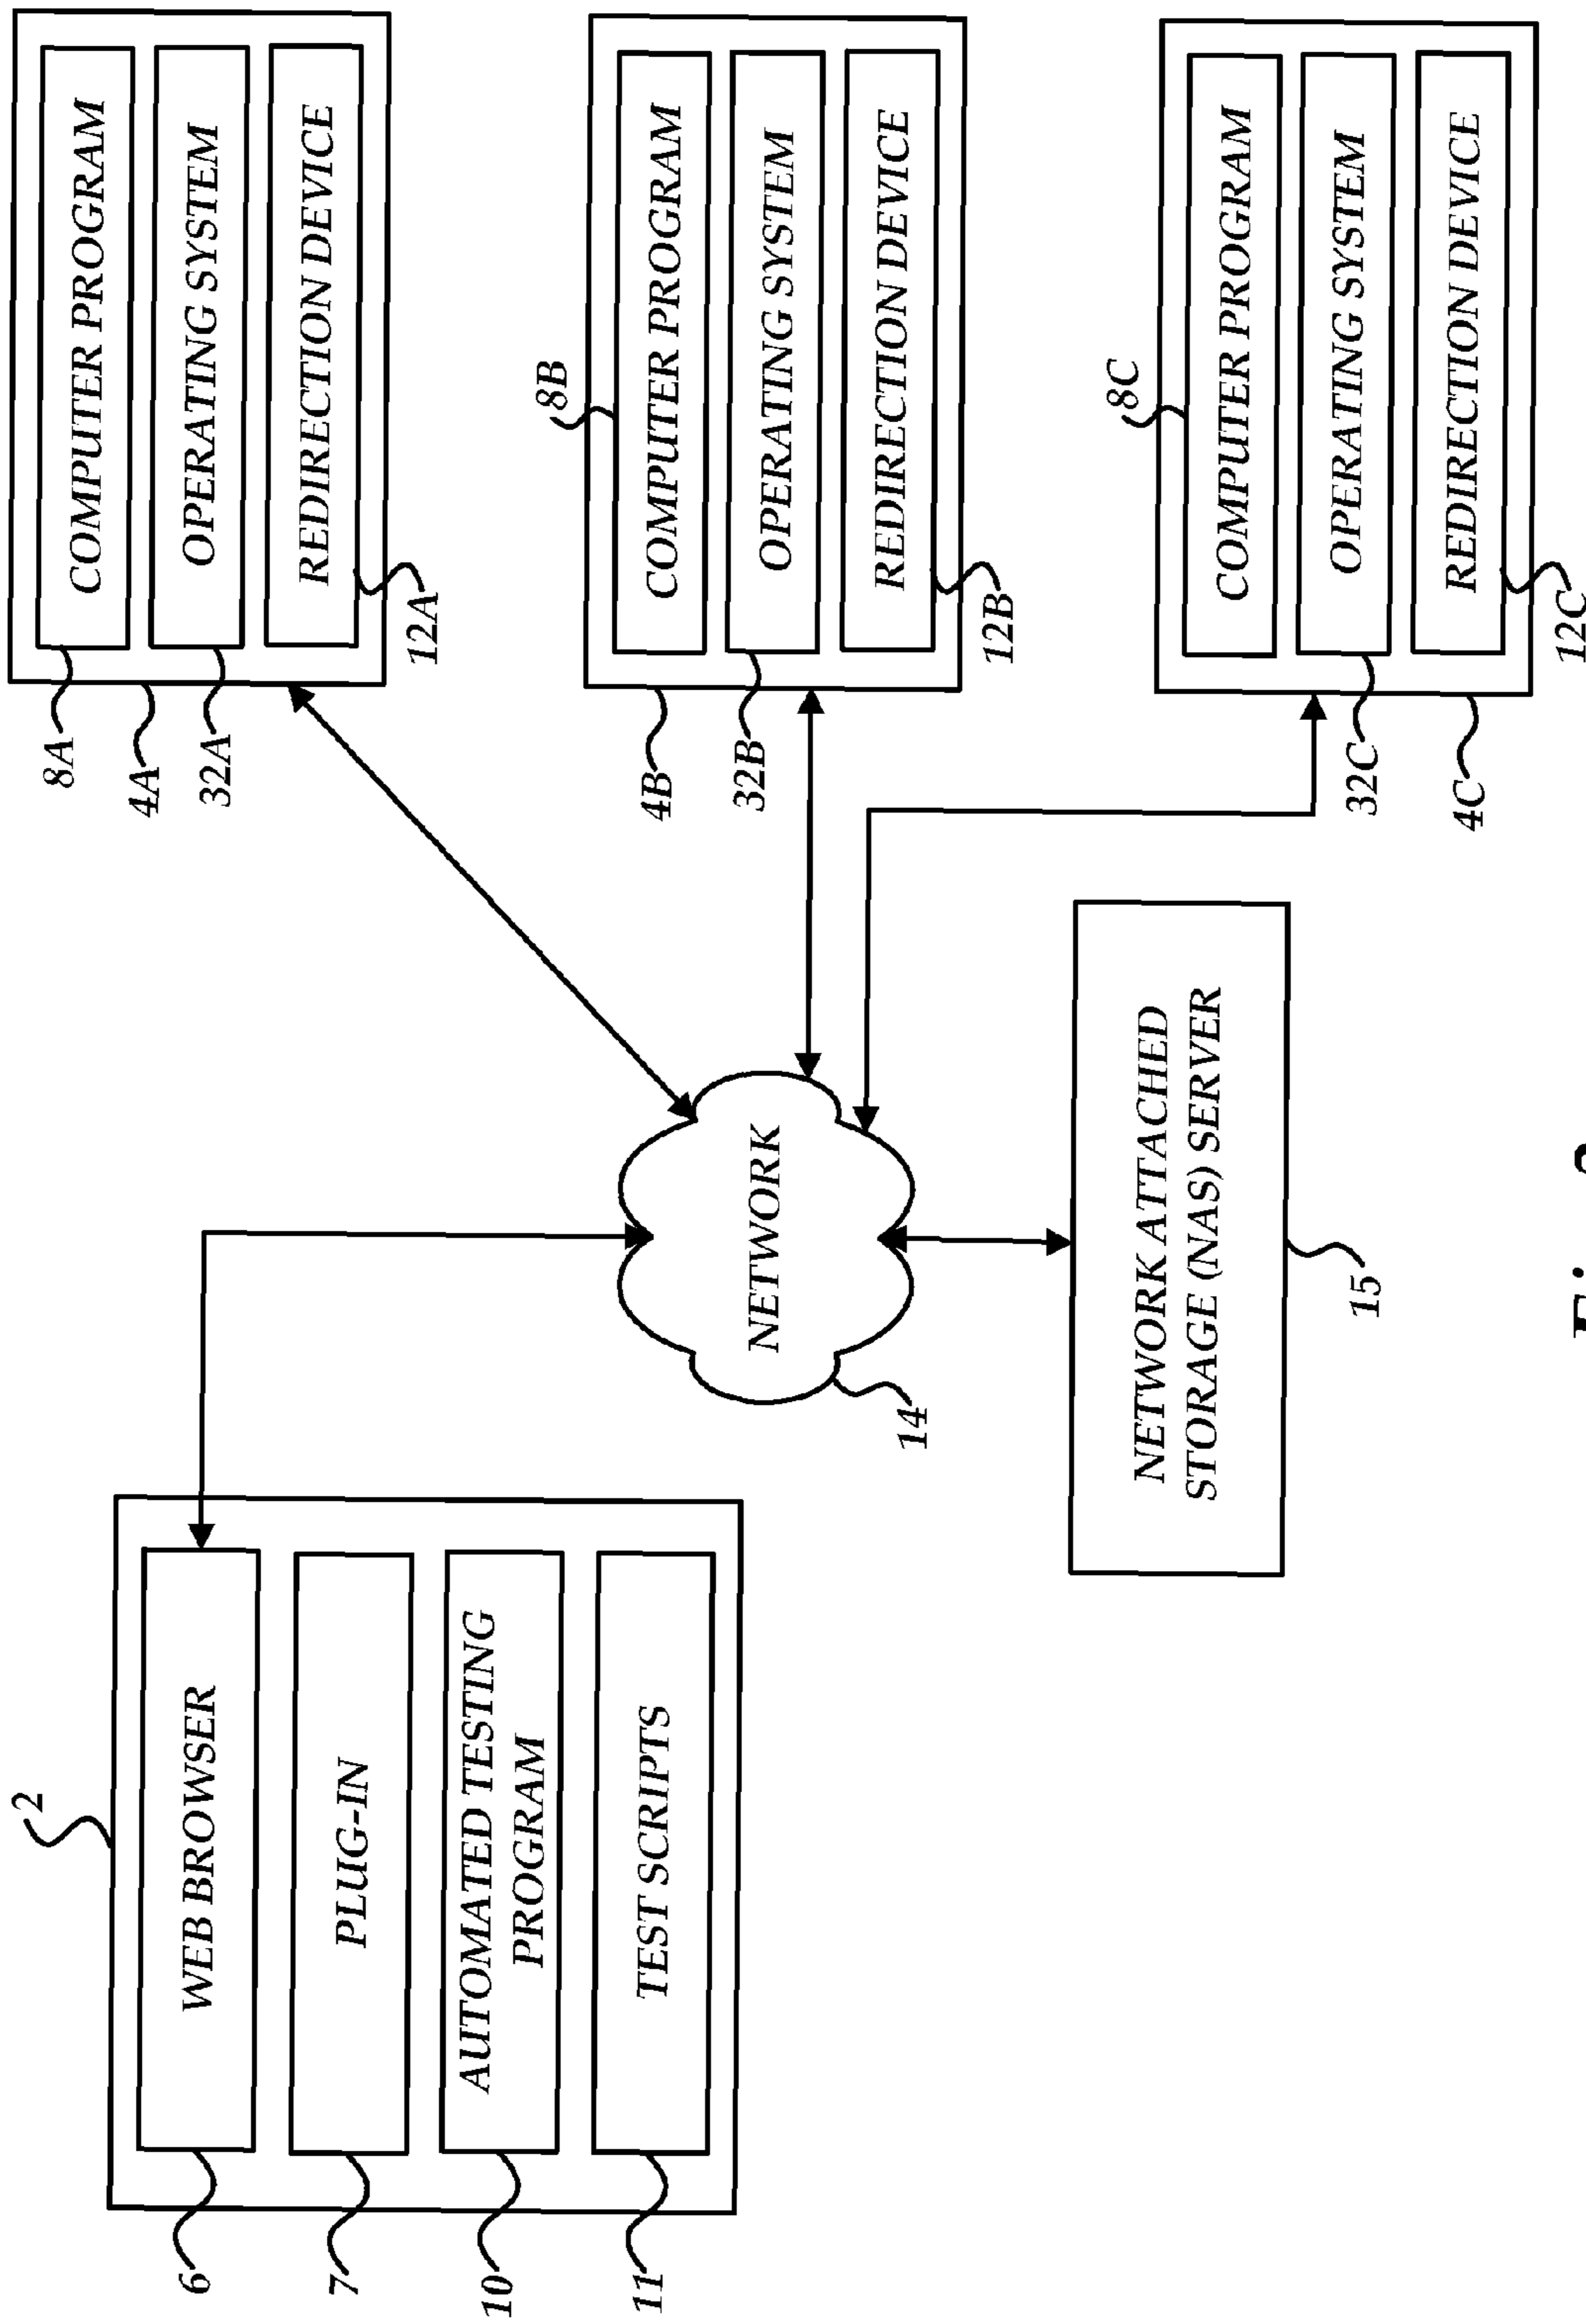 2
WEB BROWSER
6
PLUG-IN
7
AUTOMATED TESTING
PROGRAM
10
TEST SCRIPTS
11
NETWORK
14
NETWORK ATTACHED
STORAGE (NAS) SERVER
15
COMPUTER PROGRAM
8A
4A
OPERATING SYSTEM
32A
REDIRECTION DEVICE
12A
8B
COMPUTER PROGRAM
4B
OPERATING SYSTEM
32B
REDIRECTION DEVICE
12B
8C
COMPUTER PROGRAM
OPERATING SYSTEM
32C
REDIRECTION DEVICE
4C
12C